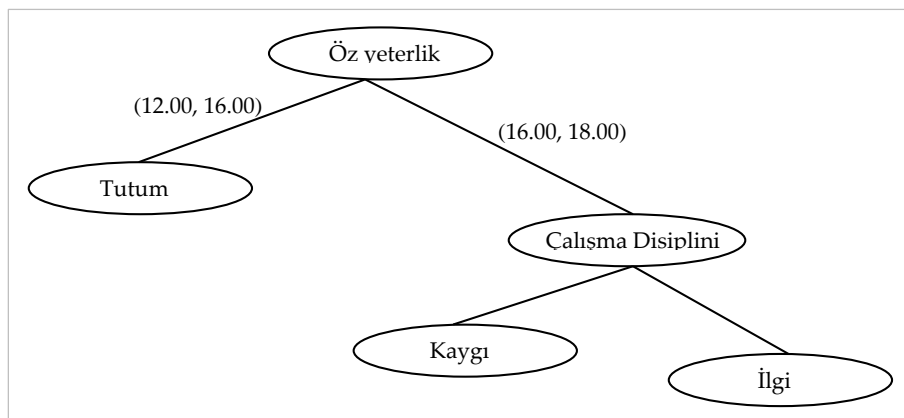 Öz yeterlik
(12.00, 16.00)
(16.00, 18.00)
Tutum
Çalışma Disiplini
Kaygı
İlgi